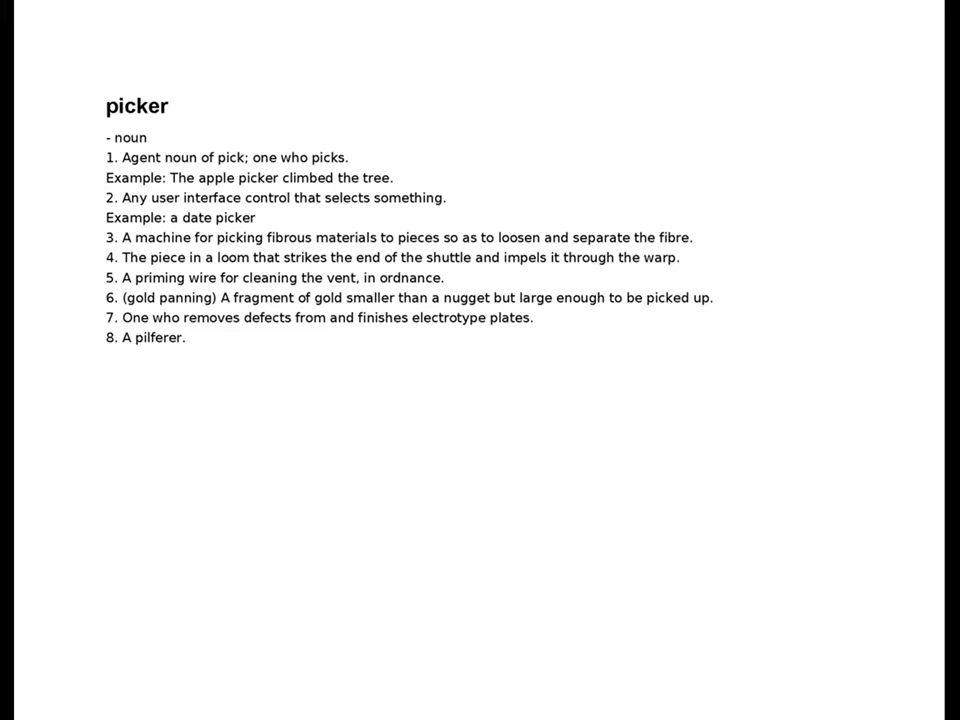 picker
- noun
1. Agent noun of pick; one who picks.
Example: The apple picker climbed the tree.
2. Any user interface control that selects something.
Example: a date picker
3. A machine for picking fibrous materials to pieces so as to loosen and separate the fibre.
4. The piece in a loom that strikes the end of the shuttle and impels it through the warp.
5. A priming wire for cleaning the vent, in ordnance.
6. (gold panning) A fragment of gold smaller than a nugget but large enough to be picked up.
7. One who removes defects from and finishes electrotype plates.
8. A pilferer.